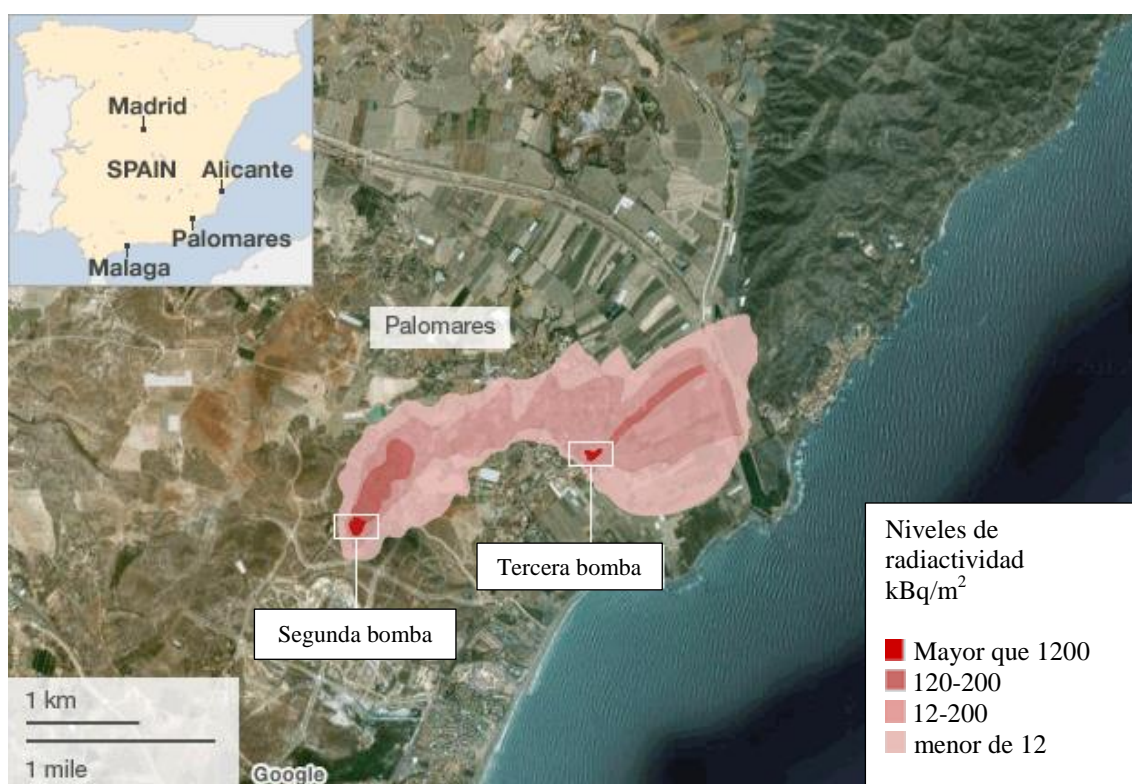 Madrid
SPAIN
Alicante
Palomares
Malaga
Palomares
Tercera bomba
Segunda bomba
Niveles de
radiactividad
kBq/m²
Mayor que 1200
120-200
12-200
menor de 12
1 km
1 mile
Google